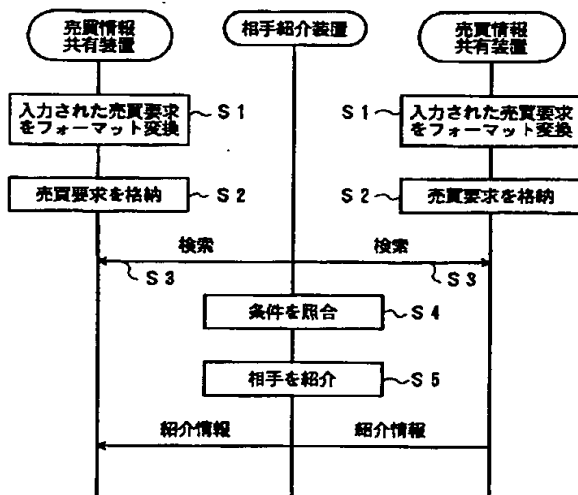 売買情報
共有装置
相手紹介装置
売買情報
共有装置
入力された売買要求
をフォーマット変換
S1
S1
入力された売買要求
をフォーマット変換
売買要求を格納
S2
S2
売買要求を格納
検索
検索
S3
S3
条件を照合
S4
相手を紹介
S5
紹介情報
紹介情報